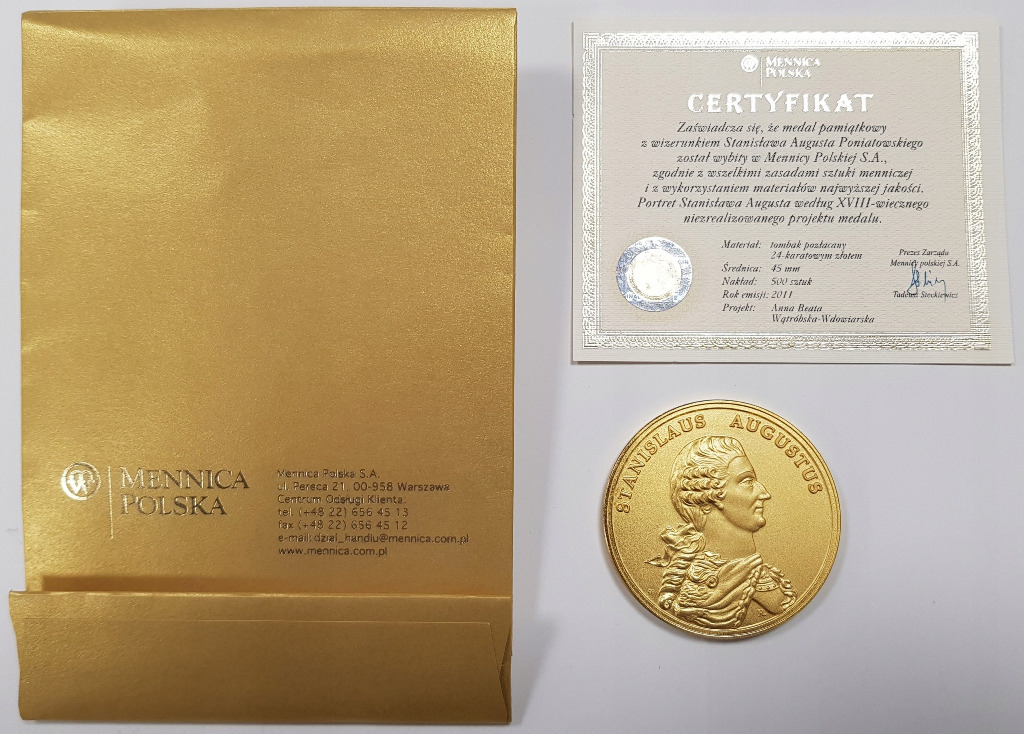 MENNICA
POLSKA
Mennica Polska S.A.
ul. Pereca 21, 00-958 Warszawa
Centrum Obsługi Klienta:
tel. (+48 22) 656 45 13
fax (+48 22) 656 45 12
e-mail: dzial_handlu@mennica.com.pl
www.mennica.com.pl
MENNICA
POLSKA
CERTYFIKAT
Zaświadcza się, że medal pamiątkowy
z wizerunkiem Stanisława Augusta Poniatowskiego
został wybity w Mennicy Polskiej S.A.,
zgodnie z wszelkimi zasadami sztuki menniczej
i z wykorzystaniem materiałów najwyższej jakości.
Portret Stanisława Augusta według XVIII-wiecznego
niezrealizowanego projektu medalu.
Materiał: tombak pozłacany
24-karatowym złotem
Średnica: 45 mm
Nakład: 500 sztuk
Rok emisji: 2011
Projekt: Anna Beata
Wątróbska-Wdowiarska
Prezes Zarządu
Mennicy polskiej S.A.
Tadeusz Steckiewicz
STANISLAUS AUGUSTUS